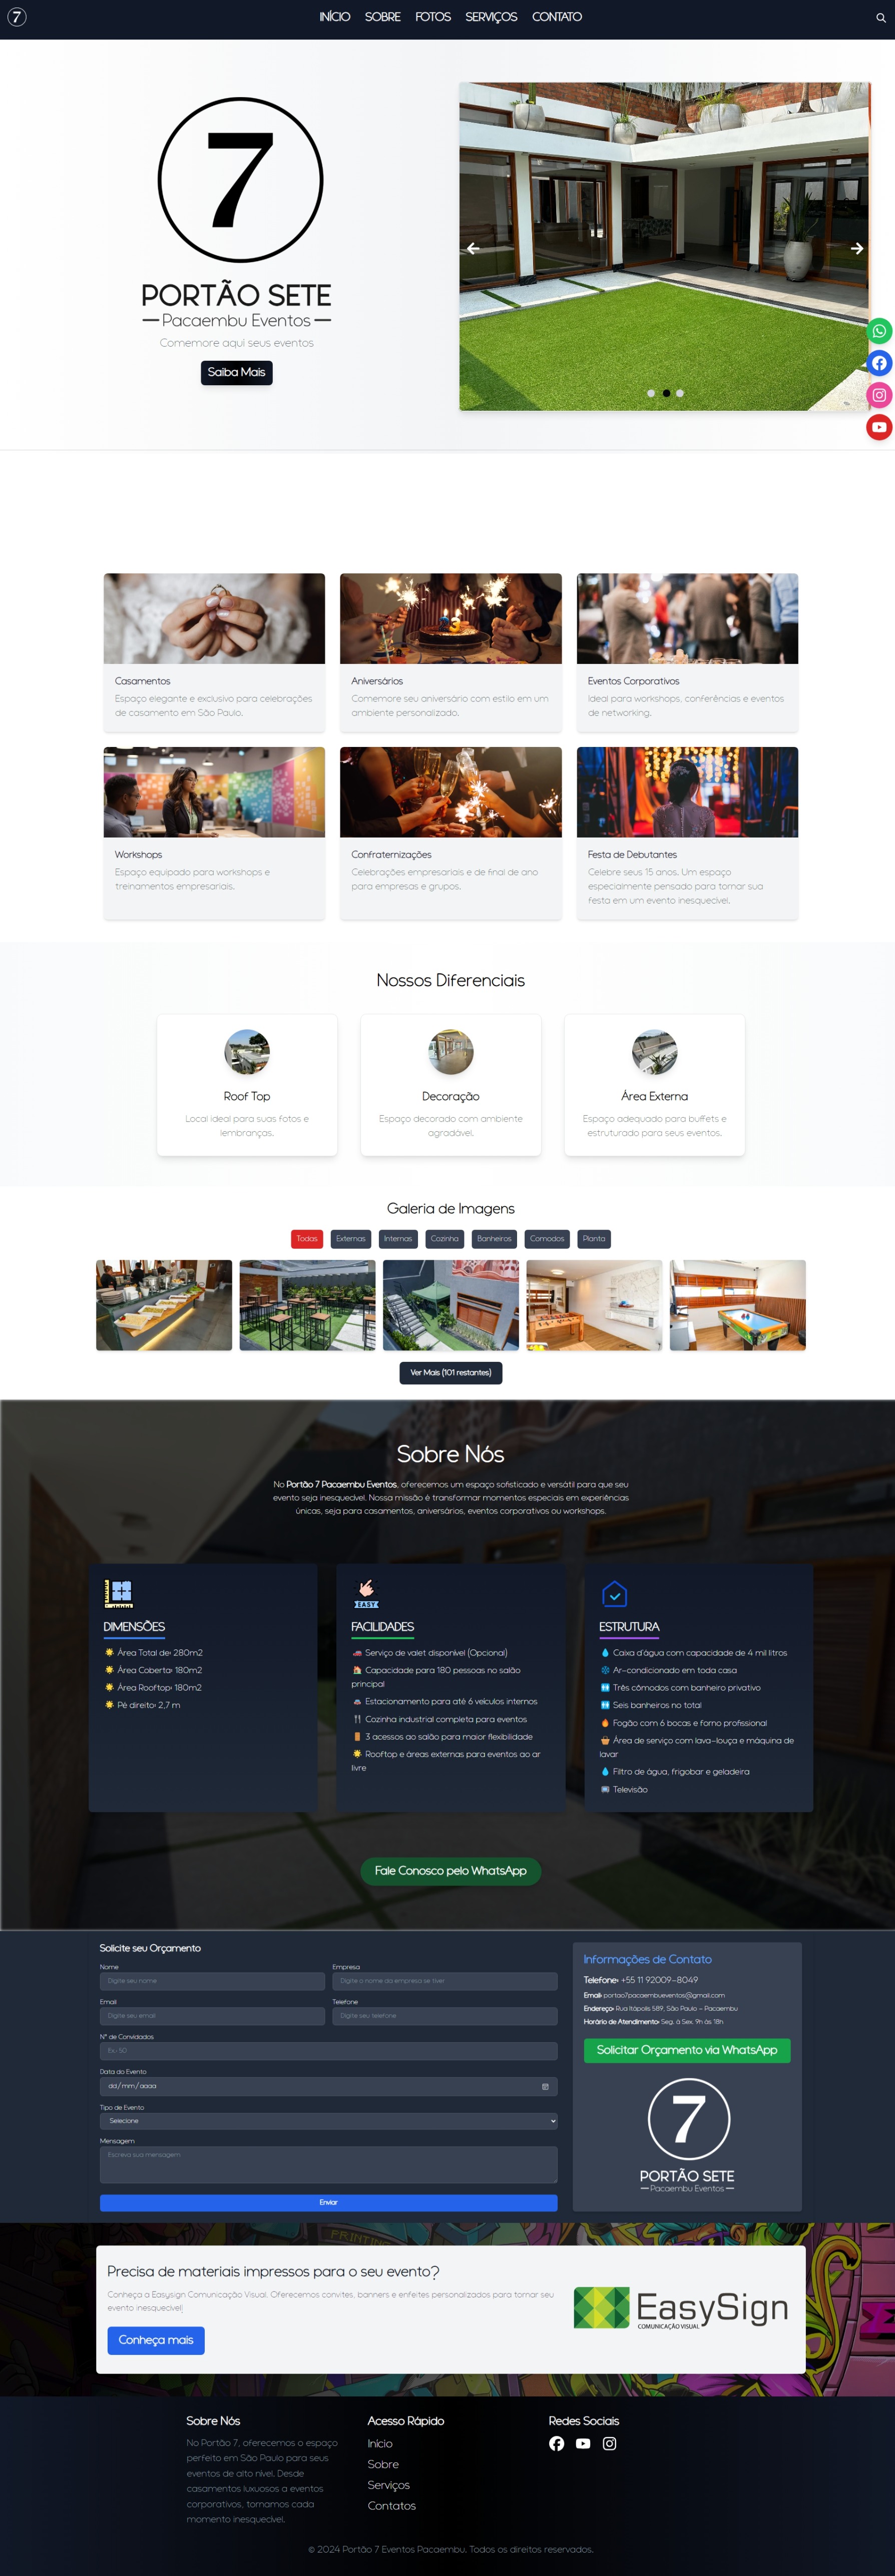 7
INÍCIO SOBRE FOTOS SERVIÇOS CONTATO
7
PORTÃO SETE
Pacaembu Eventos
Comemore aqui seus eventos
Saiba Mais
Casamentos
Espaço elegante e exclusivo para celebrações
de casamento em São Paulo.
Aniversários
Comemore seu aniversário com estilo em um
ambiente personalizado.
Eventos Corporativos
Ideal para workshops, conferências e eventos
de networking.
Workshops
Espaço equipado para workshops e
treinamentos empresariais.
Confraternizações
Celebrações empresariais e de final de ano
para empresas e grupos.
Festa de Debutantes
Celebre seus 15 anos. Um espaço
especialmente pensado para tornar sua
festa em um evento inesquecível.
Nossos Diferenciais
Roof Top
Local ideal para suas fotos e
lembranças.
Decoração
Espaço decorado com ambiente
agradável.
Área Externa
Espaço adequado para buffets e
estruturado para seus eventos.
Galeria de Imagens
Todas Externas Internas Cozinha Banheiros Comodos Planta
Ver Mais (101 restantes)
Sobre Nós
No Portão 7 Pacaembu Eventos, oferecemos um espaço sofisticado e versátil para que seu
evento seja inesquecível. Nossa missão é transformar momentos especiais em experiências
únicas, seja para casamentos, aniversários, eventos corporativos ou workshops.
DIMENSÕES
Área Total de: 280m2
Área Coberta: 180m2
Área Rooftop: 180m2
Pé direito: 2,7 m
EASY
FACILIDADES
Serviço de valet disponível (Opcional)
Capacidade para 180 pessoas no salão
principal
Estacionamento para até 6 veículos internos
Cozinha industrial completa para eventos
3 acessos ao salão para maior flexibilidade
Rooftop e áreas externas para eventos ao ar
livre
ESTRUTURA
Caixa d'água com capacidade de 4 mil litros
Ar-condicionado em toda casa
Três cômodos com banheiro privativo
Seis banheiros no total
Fogão com 6 bocas e forno profissional
Área de serviço com lava-louça e máquina de
lavar
Filtro de água, frigobar e geladeira
Televisão
Fale Conosco pelo WhatsApp
Solicite seu Orçamento
Nome Empresa
Digite seu nome Digite o nome da empresa se tiver
Email Telefone
Digite seu email Digite seu telefone
Nº de Convidados
Ex.: 50
Data do Evento
dd/mm/aaaa
Tipo de Evento
Selecione
Mensagem
Escreva sua mensagem
Enviar
Informações de Contato
Telefone: +55 11 92009-8049
Email: portao7pacaembueventos@gmail.com
Endereço: Rua Itápolis 589, São Paulo - Pacaembu
Horário de Atendimento: Seg. à Sex. 9h às 18h
Solicitar Orçamento via WhatsApp
7
PORTÃO SETE
Pacaembu Eventos
PRINTING
Precisa de materiais impressos para o seu evento?
Conheça a Easysign Comunicação Visual. Oferecemos convites, banners e enfeites personalizados para tornar seu
evento inesquecível!
Conheça mais
EasySign
COMUNICAÇÃO VISUAL
Sobre Nós
No Portão 7, oferecemos o espaço
perfeito em São Paulo para seus
eventos de alto nível. Desde
casamentos luxuosos a eventos
corporativos, tornamos cada
momento inesquecível.
Acesso Rápido
Início
Sobre
Serviços
Contatos
Redes Sociais
© 2024 Portão 7 Eventos Pacaembu. Todos os direitos reservados.